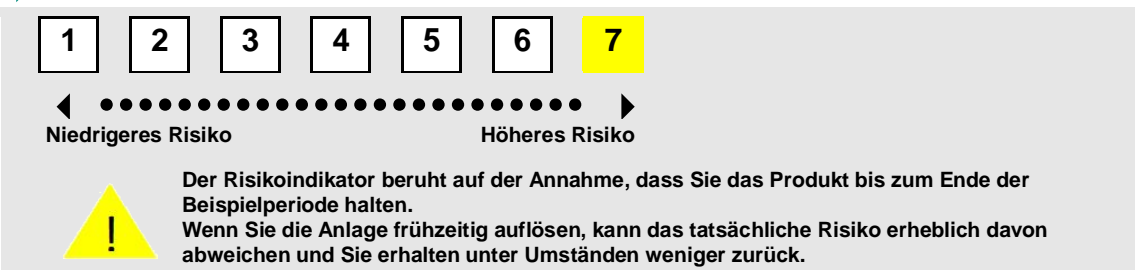 1 2 3 4 5 6 7
Niedrigeres Risiko Höheres Risiko
Der Risikoindikator beruht auf der Annahme, dass Sie das Produkt bis zum Ende der
Beispielperiode halten.
Wenn Sie die Anlage frühzeitig auflösen, kann das tatsächliche Risiko erheblich davon
abweichen und Sie erhalten unter Umständen weniger zurück.
!